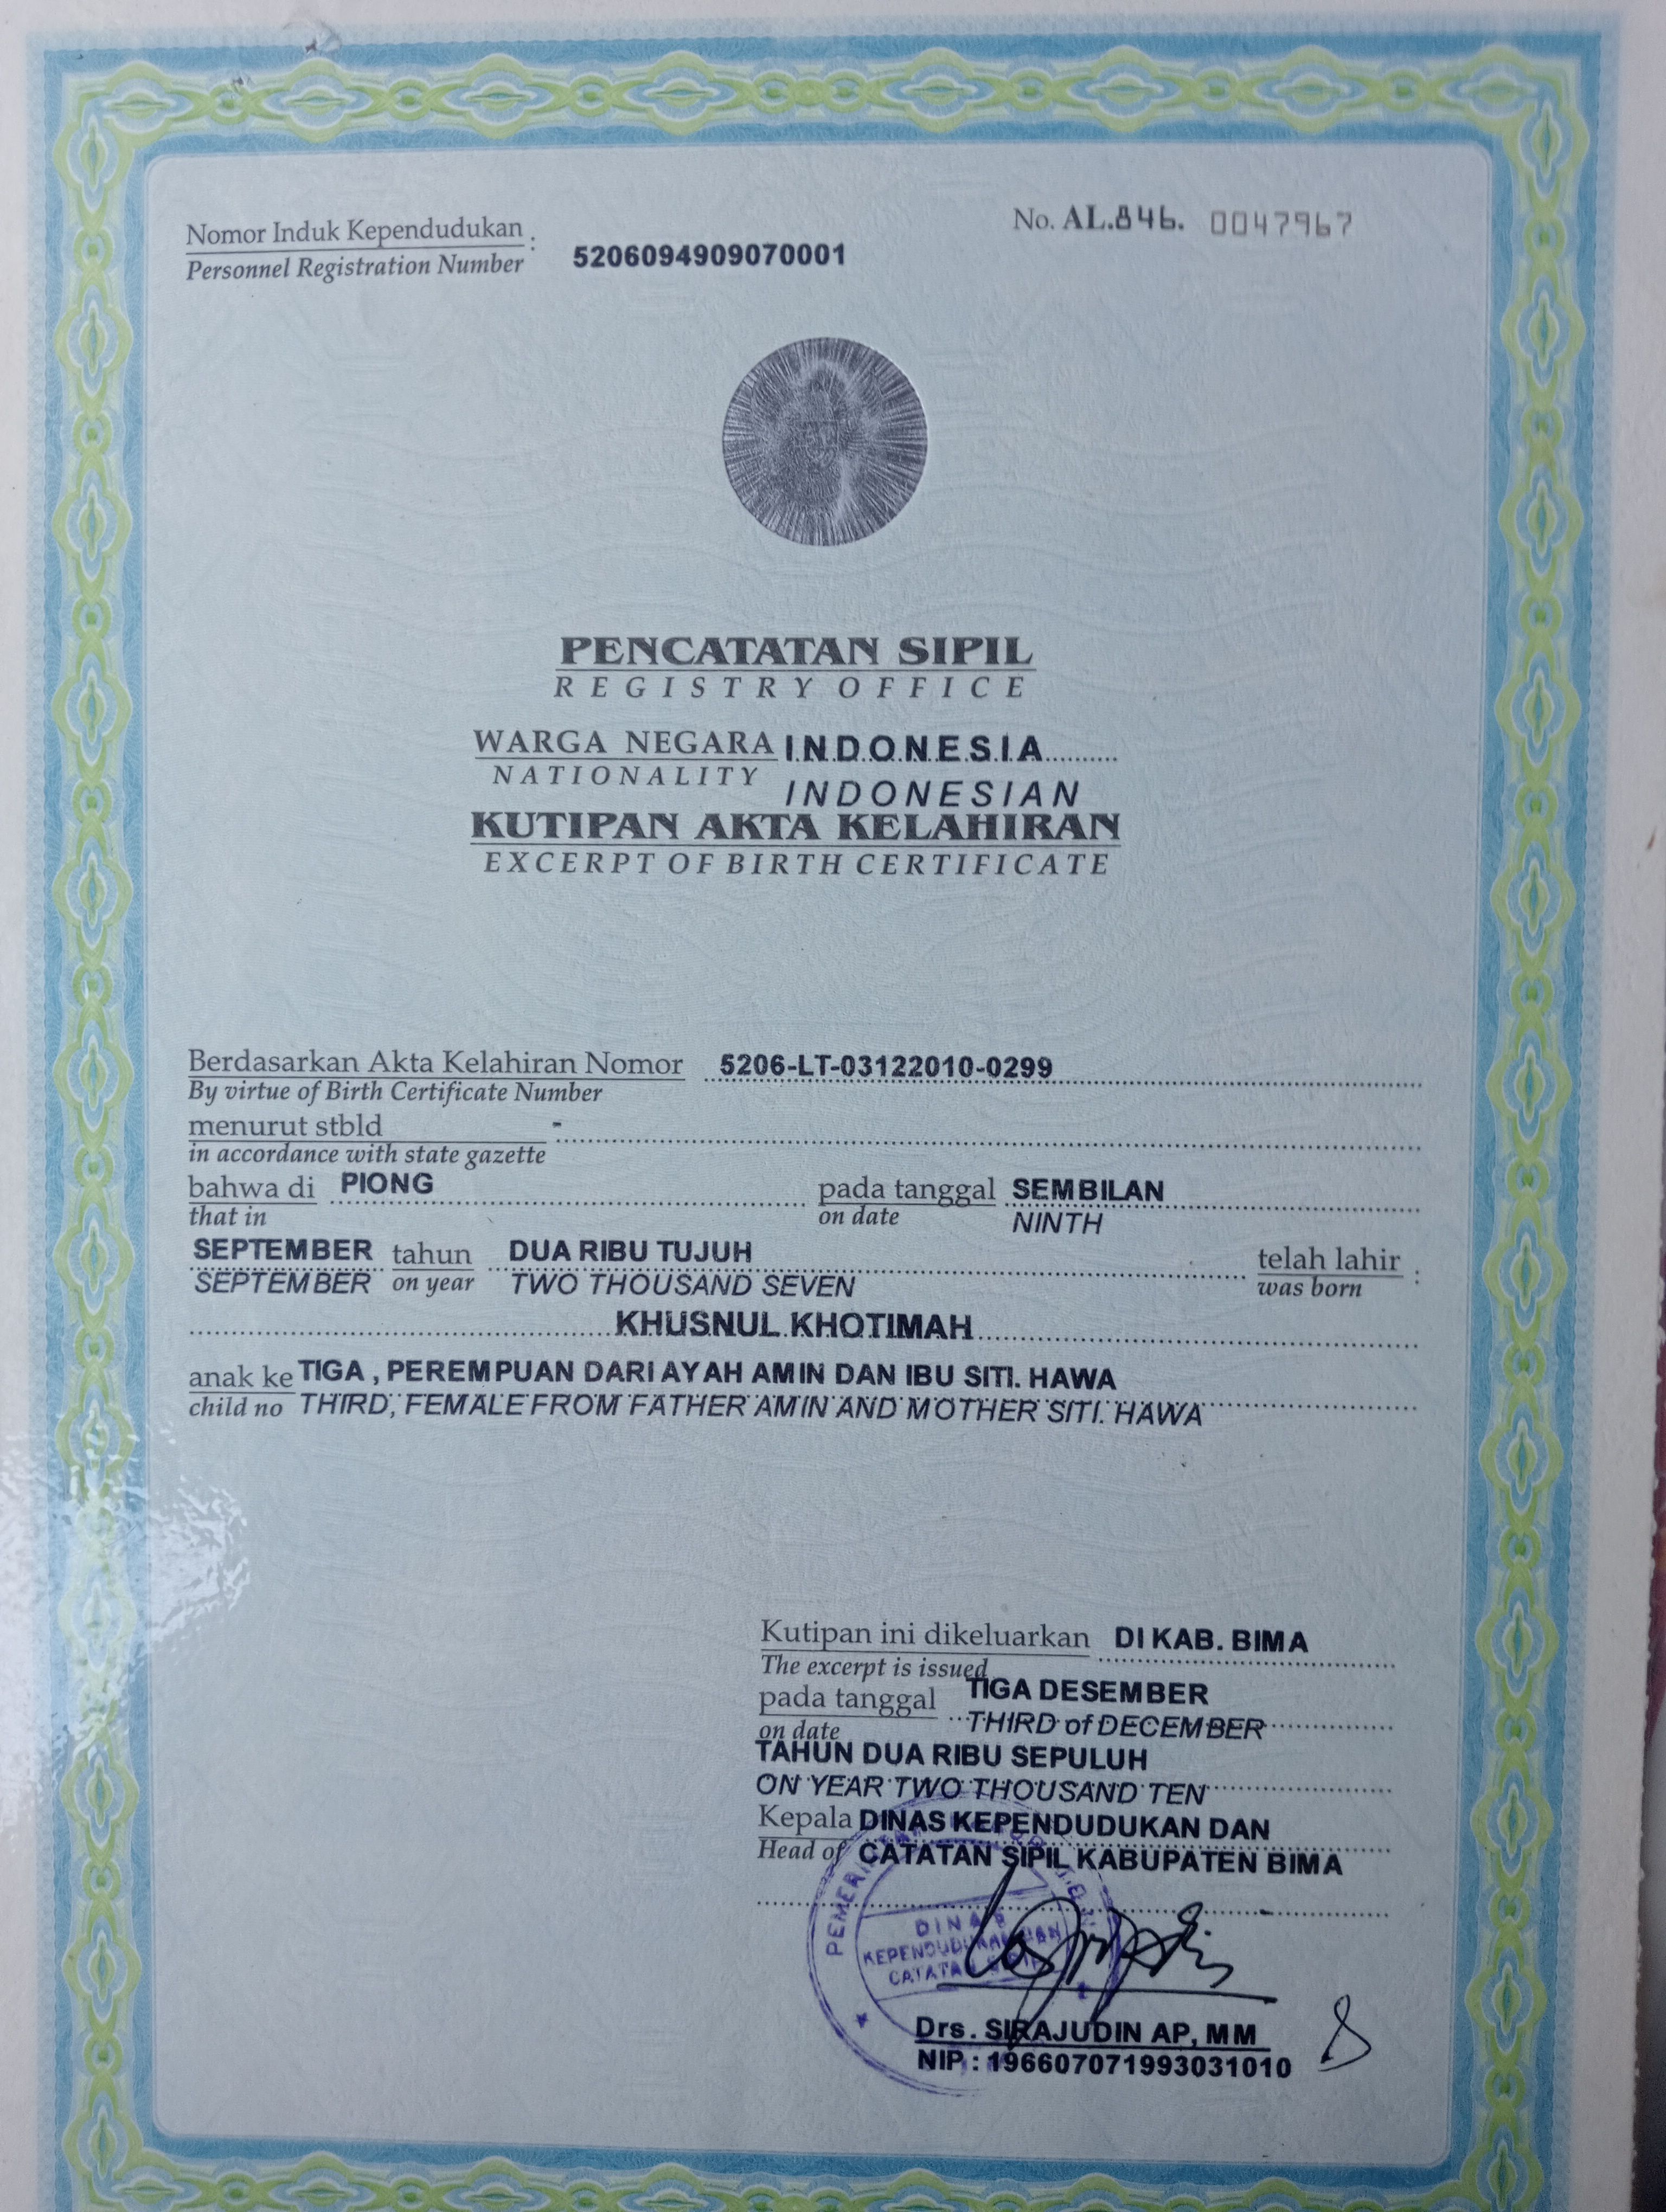 No. AL.846. 0047967
Nomor Induk Kependudukan :
Personnel Registration Number
5206094909070001
PENCATATAN SIPIL
REGISTRY OFFICE
WARGA NEGARA INDONESIA
NATIONALITY INDONESIAN
KUTIPAN AKTA KELAHIRAN
EXCERPT OF BIRTH CERTIFICATE
Berdasarkan Akta Kelahiran Nomor 5206-LT-03122010-0299
By virtue of Birth Certificate Number
menurut stbld -
in accordance with state gazette
bahwa di PIONG pada tanggal SEMBILAN
that in on date NINTH
SEPTEMBER tahun DUA RIBU TUJUH telah lahir :
SEPTEMBER on year TWO THOUSAND SEVEN was born
KHUSNUL KHOTIMAH
anak ke TIGA , PEREMPUAN DARI AYAH AMIN DAN IBU SITI. HAWA
child no THIRD, FEMALE FROM FATHER AMIN AND MOTHER SITI. HAWA
Kutipan ini dikeluarkan DI KAB. BIMA
The excerpt is issued
pada tanggal TIGA DESEMBER
on date THIRD of DECEMBER
TAHUN DUA RIBU SEPULUH
ON YEAR TWO THOUSAND TEN
Kepala DINAS KEPENDUDUKAN DAN
Head of CATATAN SIPIL KABUPATEN BIMA
DINAS
KEPENDUDUKAN DAN
CATATAN SIPIL
Drs. SIRAJUDIN AP, MM
NIP : 196607071993031010